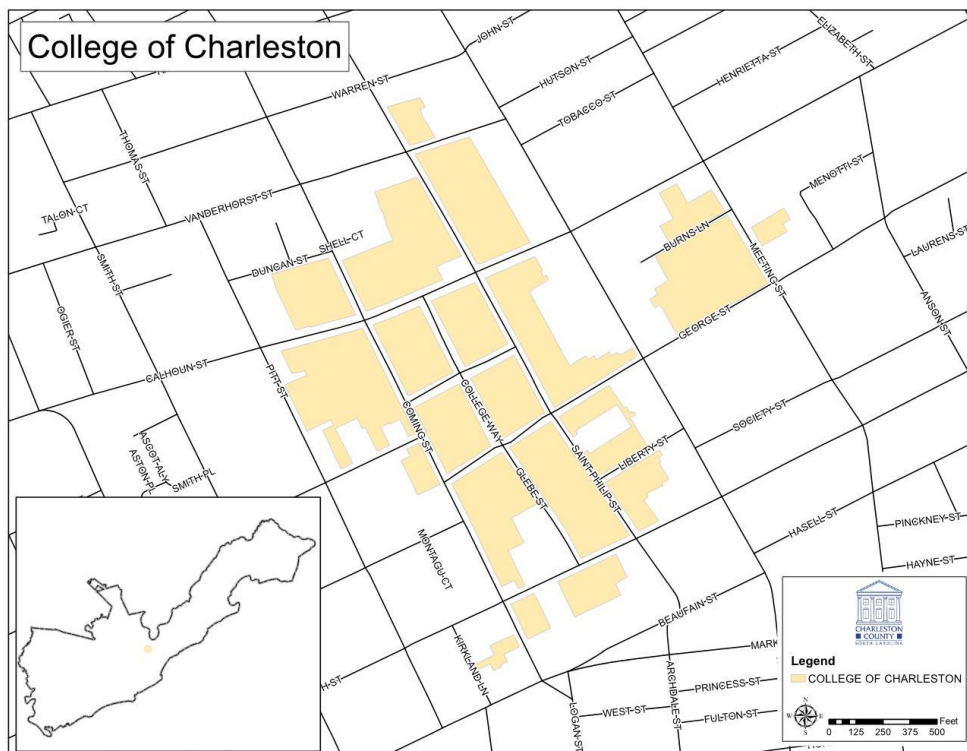 College of Charleston
JOHN-ST
ELIZABETH-ST
HUTSON-ST
HENRIETTA-ST
WARREN-ST
TOBACCO-ST
THOMAS-ST
MENOTTI-ST
VANDERHORST-ST
TALON-CT
SHELL-CT
DUNCAN-ST
BURNS-LN
LAURENS-ST
SMITH-ST
MEETING-ST
OGIER-ST
ANSON-ST
GEORGE-ST
CALHOUN-ST
PITT-ST
COMING-ST
COLLEGE-WAY
SOCIETY-ST
ASCOT-ALY
ASTON-PL
SMITH-PL
SAINT-PHILIP-ST
LIBERTY-ST
GLEBE-ST
HASELL-ST
PINCKNEY-ST
MONTAGU-CT
HAYNE-ST
BEAUFAIN-ST
KIRKLAND-LN
MARK
H-ST
ARCHDALE-ST
PRINCESS-ST
LOGAN-ST
WEST-ST
FULTON-ST
CHARLESTON
COUNTY
SOUTH CAROLINA
Legend
COLLEGE OF CHARLESTON
N
W E
S
Feet
0 125 250 375 500